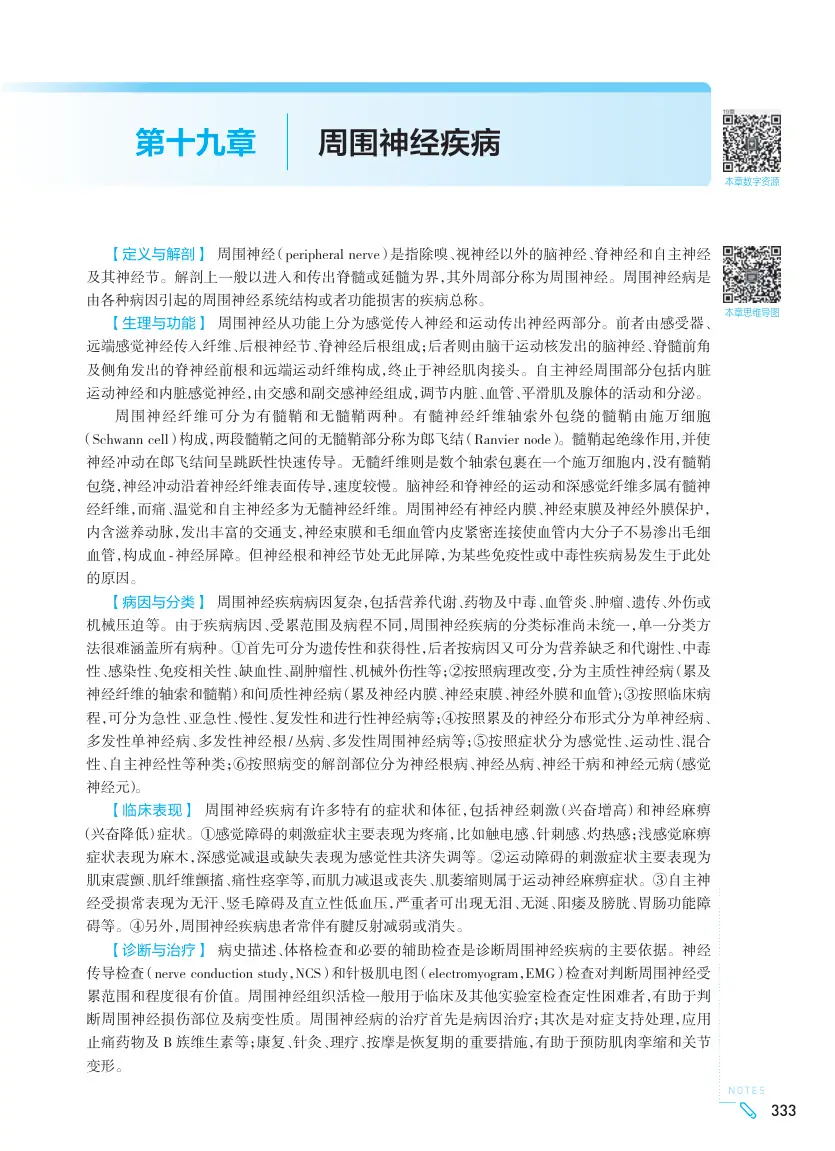 第十九章
周围神经疾病
19章
本章数字资源
本章思维导图
【定义与解剖】 周围神经(peripheral nerve)是指除嗅、视神经以外的脑神经、脊神经和自主神经
及其神经节。解剖上一般以进入和传出脊髓或延髓为界,其外周部分称为周围神经。周围神经病是
由各种病因引起的周围神经系统结构或者功能损害的疾病总称。
【生理与功能】 周围神经从功能上分为感觉传入神经和运动传出神经两部分。前者由感受器、
远端感觉神经传入纤维、后根神经节、脊神经后根组成;后者则由脑干运动核发出的脑神经、脊髓前角
及侧角发出的脊神经前根和远端运动纤维构成,终止于神经肌肉接头。自主神经周围部分包括内脏
运动神经和内脏感觉神经,由交感和副交感神经组成,调节内脏、血管、平滑肌及腺体的活动和分泌。
周围神经纤维可分为有髓鞘和无髓鞘两种。有髓神经纤维轴索外包绕的髓鞘由施万细胞
(Schwann cell)构成,两段髓鞘之间的无髓鞘部分称为郎飞结(Ranvier node)。髓鞘起绝缘作用,并使
神经冲动在郎飞结间呈跳跃性快速传导。无髓纤维则是数个轴索包裹在一个施万细胞内,没有髓鞘
包绕,神经冲动沿着神经纤维表面传导,速度较慢。脑神经和脊神经的运动和深感觉纤维多属有髓神
经纤维,而痛、温觉和自主神经多为无髓神经纤维。周围神经有神经内膜、神经束膜及神经外膜保护,
内含滋养动脉,发出丰富的交通支,神经束膜和毛细血管内皮紧密连接使血管内大分子不易渗出毛细
血管,构成血-神经屏障。但神经根和神经节处无此屏障,为某些免疫性或中毒性疾病易发生于此处
的原因。
【病因与分类】 周围神经疾病病因复杂,包括营养代谢、药物及中毒、血管炎、肿瘤、遗传、外伤或
机械压迫等。由于疾病病因、受累范围及病程不同,周围神经疾病的分类标准尚未统一,单一分类方
法很难涵盖所有病种。①首先可分为遗传性和获得性,后者按病因又可分为营养缺乏和代谢性、中毒
性、感染性、免疫相关性、缺血性、副肿瘤性、机械外伤性等;②按照病理改变,分为主质性神经病(累及
神经纤维的轴索和髓鞘)和间质性神经病(累及神经内膜、神经束膜、神经外膜和血管);③按照临床病
程,可分为急性、亚急性、慢性、复发性和进行性神经病等;④按照累及的神经分布形式分为单神经病、
多发性单神经病、多发性神经根/丛病、多发性周围神经病等;⑤按照症状分为感觉性、运动性、混合
性、自主神经性等种类;⑥按照病变的解剖部位分为神经根病、神经丛病、神经干病和神经元病(感觉
神经元)。
【临床表现】 周围神经疾病有许多特有的症状和体征,包括神经刺激(兴奋增高)和神经麻痹
(兴奋降低)症状。①感觉障碍的刺激症状主要表现为疼痛,比如触电感、针刺感、灼热感;浅感觉麻痹
症状表现为麻木,深感觉减退或缺失表现为感觉性共济失调等。②运动障碍的刺激症状主要表现为
肌束震颤、肌纤维颤搐、痛性痉挛等,而肌力减退或丧失、肌萎缩则属于运动神经麻痹症状。③自主神
经受损常表现为无汗、竖毛障碍及直立性低血压,严重者可出现无泪、无涎、阳痿及膀胱、胃肠功能障
碍等。④另外,周围神经疾病患者常伴有腱反射减弱或消失。
【诊断与治疗】 病史描述、体格检查和必要的辅助检查是诊断周围神经疾病的主要依据。神经
传导检查(nerve conduction study,NCS)和针极肌电图(electromyogram,EMG)检查对判断周围神经受
累范围和程度很有价值。周围神经组织活检一般用于临床及其他实验室检查定性困难者,有助于判
断周围神经损伤部位及病变性质。周围神经病的治疗首先是病因治疗;其次是对症支持处理,应用
止痛药物及 B 族维生素等;康复、针灸、理疗、按摩是恢复期的重要措施,有助于预防肌肉挛缩和关节
变形。
NOTES
333